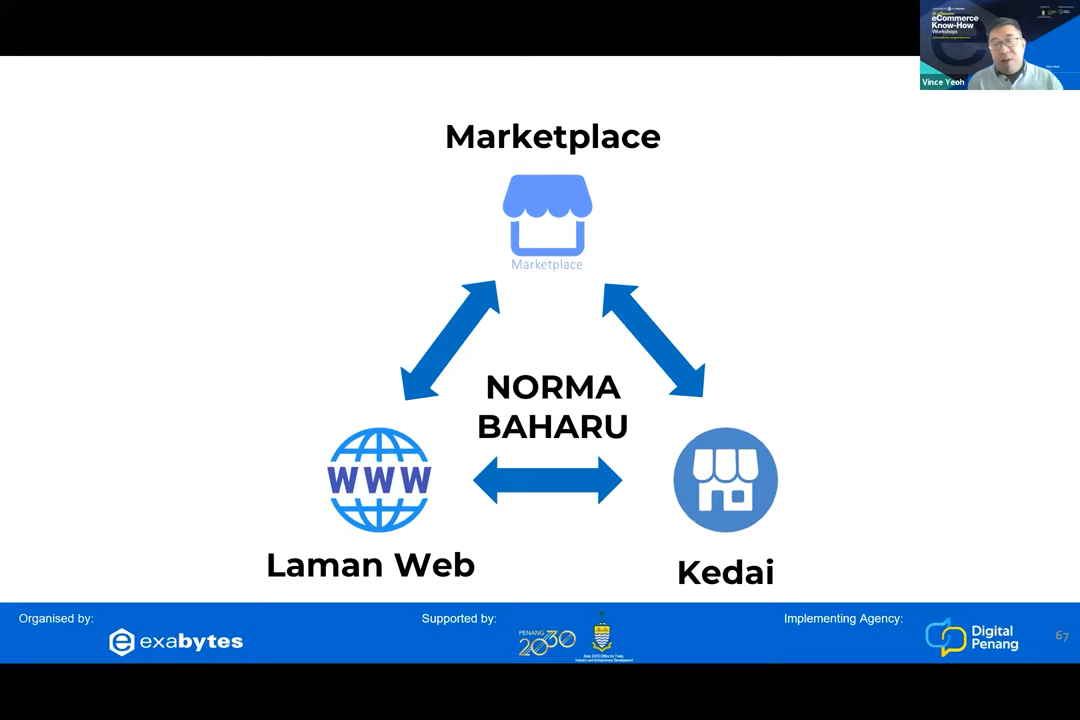 eCommerce
Know-How
Workshops
Vince Yeoh
Marketplace
Marketplace
NORMA
BAHARU
WWW
Laman Web
Kedai
Organised by:
exabytes
Supported by:
PENANG
2030
Implementing Agency:
Digital
Penang
67